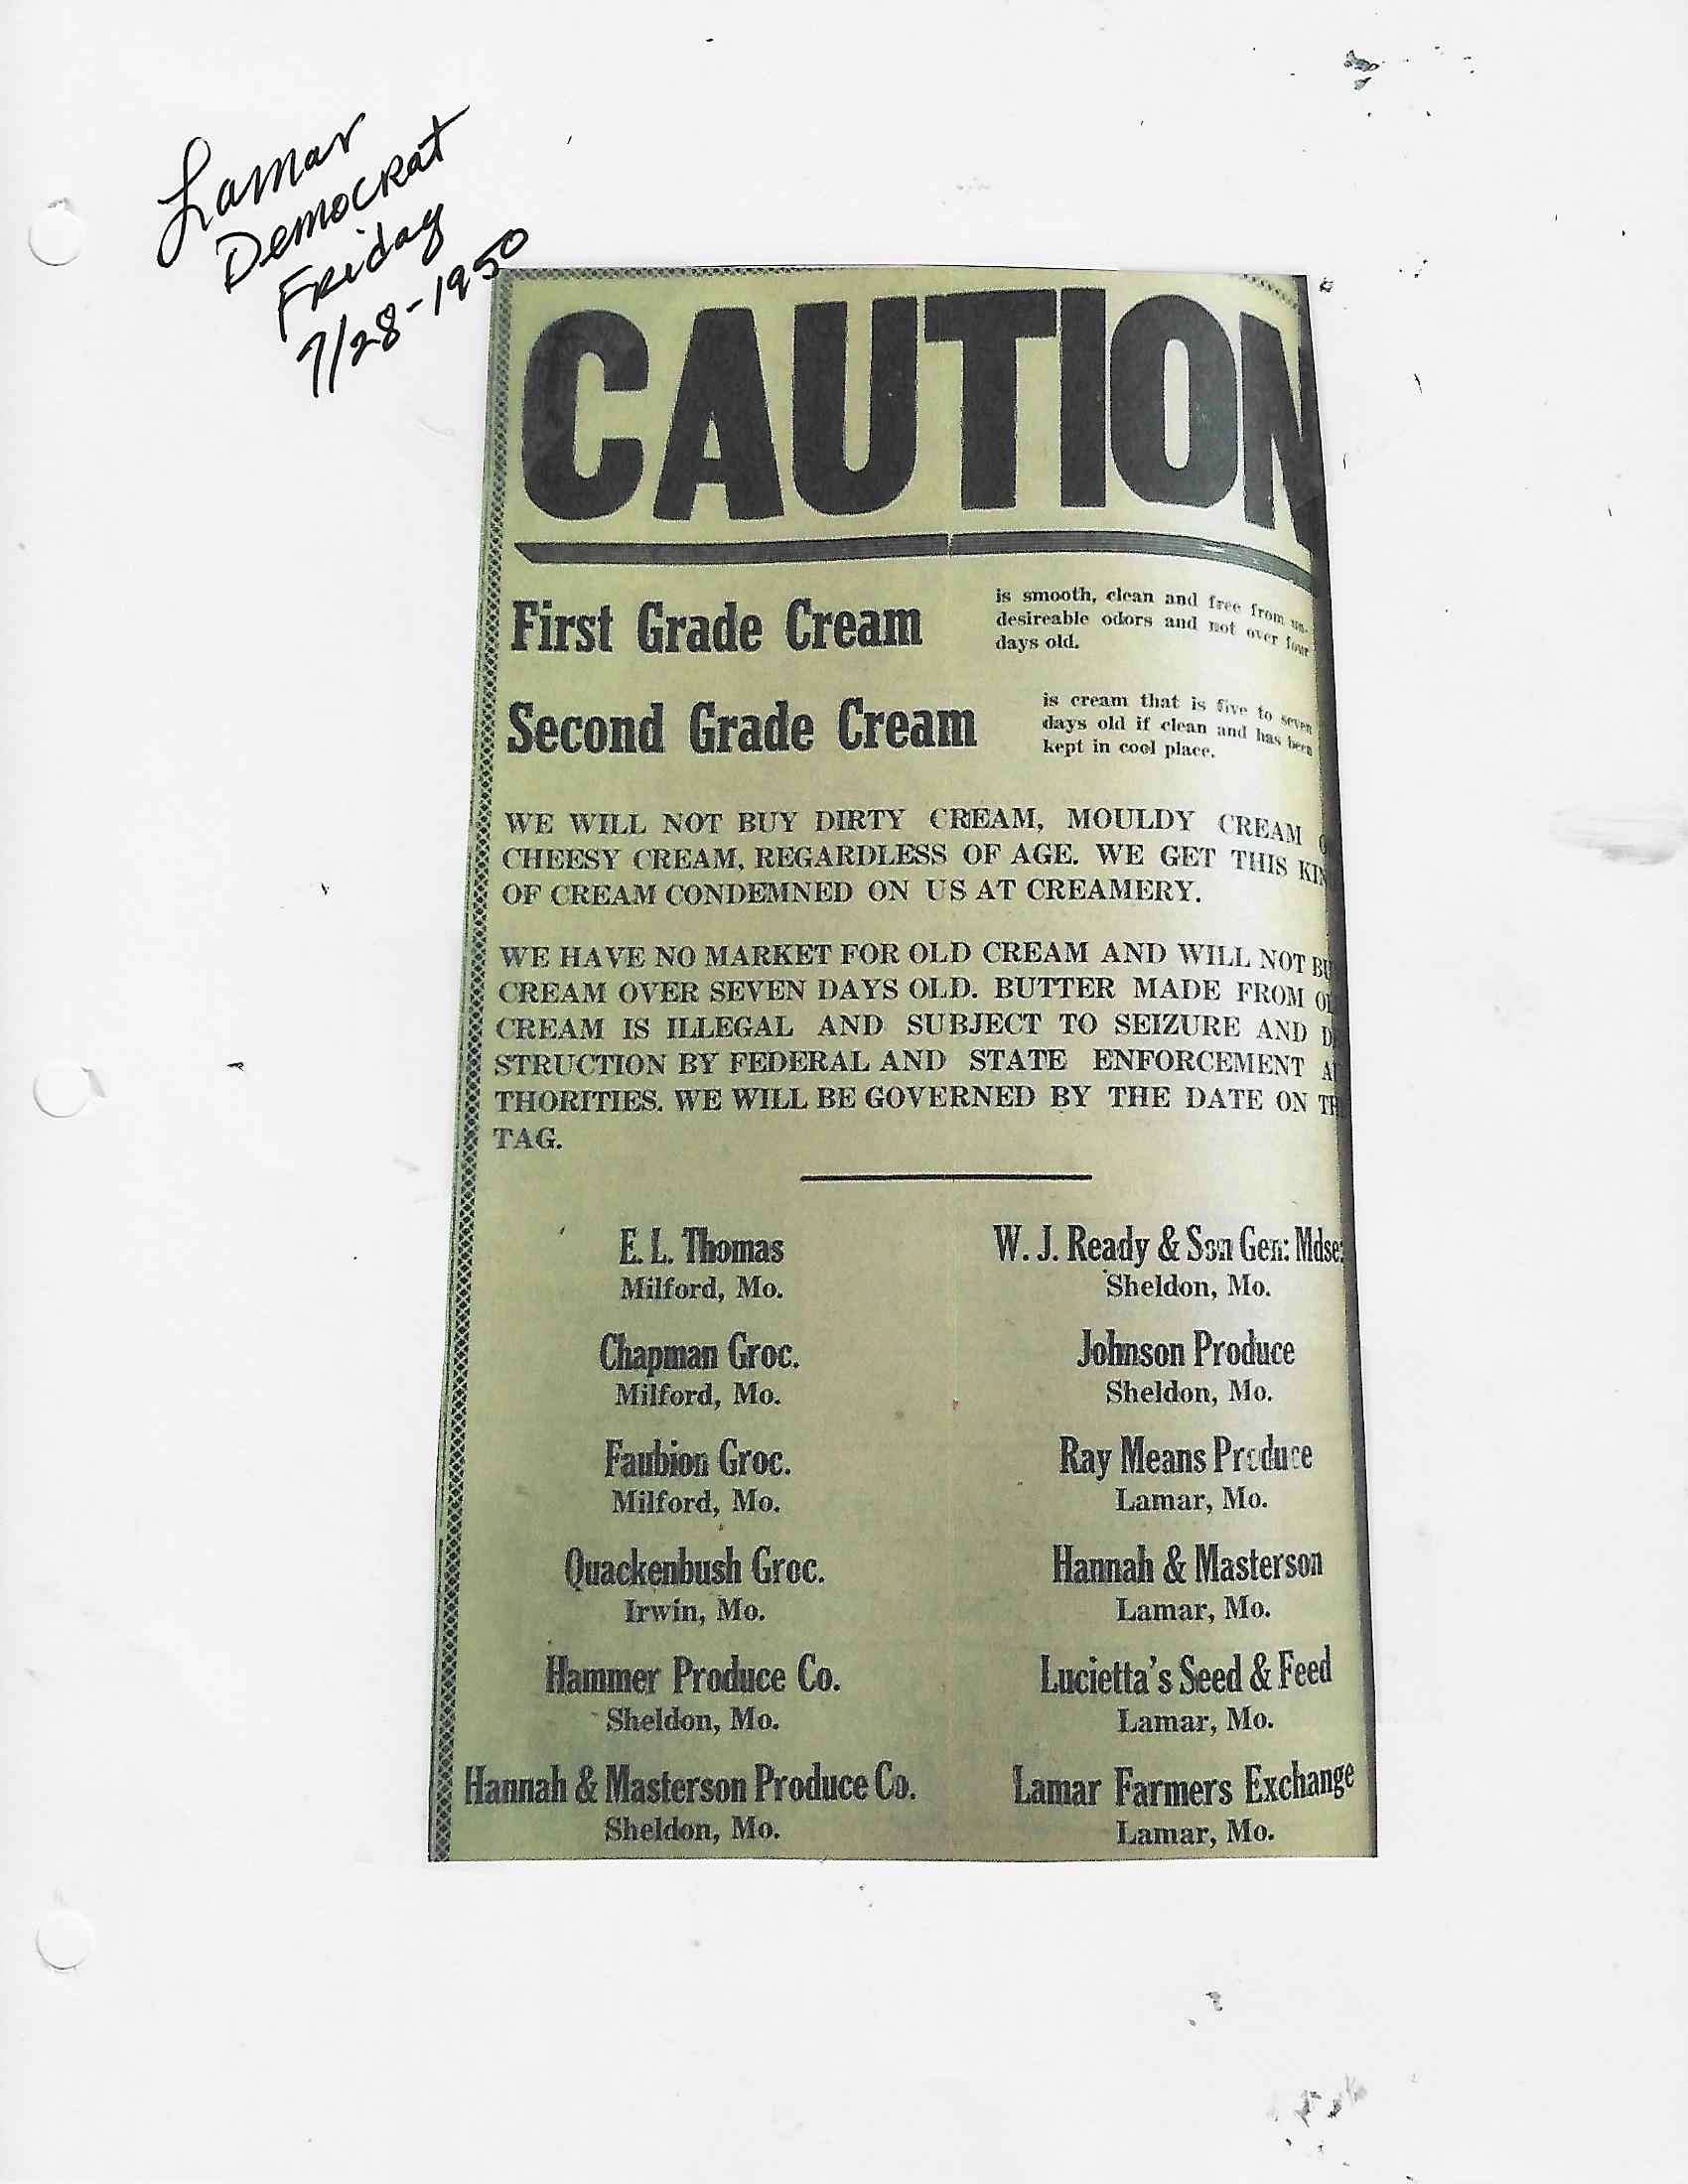 Lamar
Democrat
Friday
7/28-1950
CAUTION
First Grade Cream
is smooth, clean and free from un-
desireable odors and not over four
days old.
Second Grade Cream
is cream that is five to seven
days old if clean and has been
kept in cool place.
WE WILL NOT BUY DIRTY CREAM, MOULDY CREAM
CHEESY CREAM, REGARDLESS OF AGE. WE GET THIS KIN
OF CREAM CONDEMNED ON US AT CREAMERY.
WE HAVE NO MARKET FOR OLD CREAM AND WILL NOT BU
CREAM OVER SEVEN DAYS OLD. BUTTER MADE FROM OL
CREAM IS ILLEGAL AND SUBJECT TO SEIZURE AND D
STRUCTION BY FEDERAL AND STATE ENFORCEMENT A
THORITIES. WE WILL BE GOVERNED BY THE DATE ON TH
TAG.
E. L. Thomas
Milford, Mo.
Chapman Groc.
Milford, Mo.
Faubion Groc.
Milford, Mo.
Quackenbush Groc.
Irwin, Mo.
Hammer Produce Co.
Sheldon, Mo.
Hannah & Masterson Produce Co.
Sheldon, Mo.
W. J. Ready & Son Gen: Mdse:
Sheldon, Mo.
Johnson Produce
Sheldon, Mo.
Ray Means Produce
Lamar, Mo.
Hannah & Masterson
Lamar, Mo.
Lucietta's Seed & Feed
Lamar, Mo.
Lamar Farmers Exchange
Lamar, Mo.